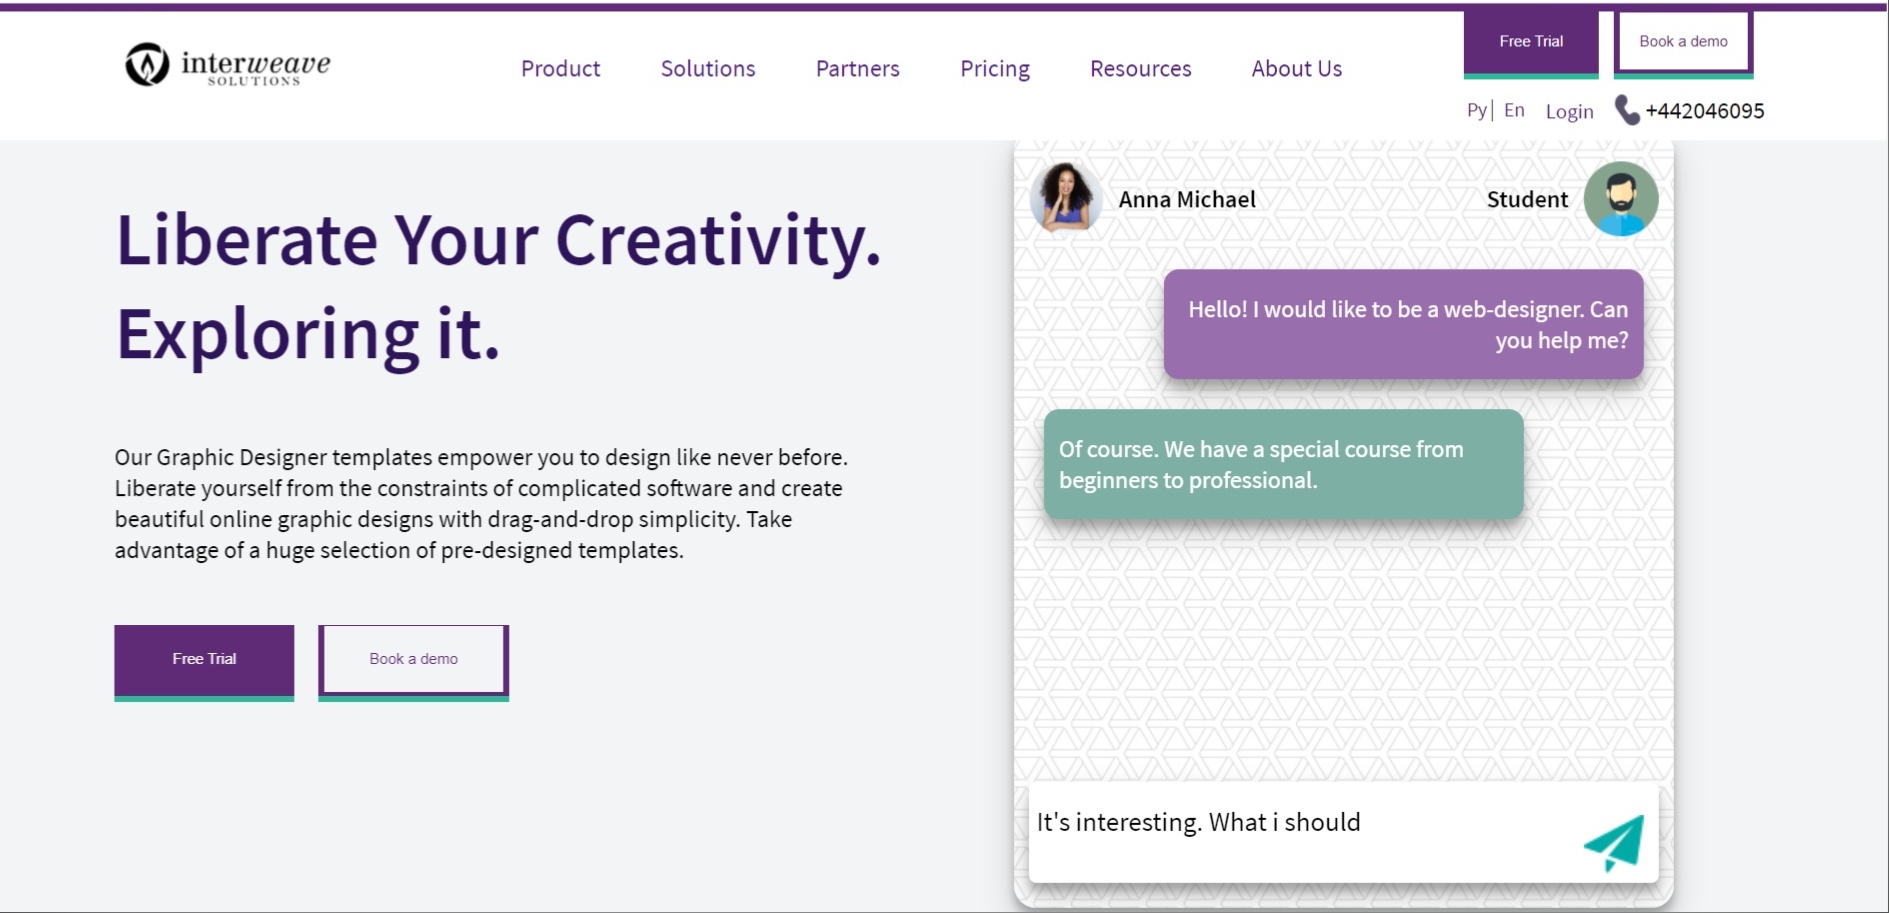 interweave
SOLUTIONS
Product
Solutions
Partners
Pricing
Resources
About Us
Free Trial
Book a demo
Ру| En
Login
+442046095
Liberate Your Creativity.
Exploring it.
Our Graphic Designer templates empower you to design like never before.
Liberate yourself from the constraints of complicated software and create
beautiful online graphic designs with drag-and-drop simplicity. Take
advantage of a huge selection of pre-designed templates.
Free Trial
Book a demo
Anna Michael
Student
Hello! I would like to be a web-designer. Can
you help me?
Of course. We have a special course from
beginners to professional.
It's interesting. What i should